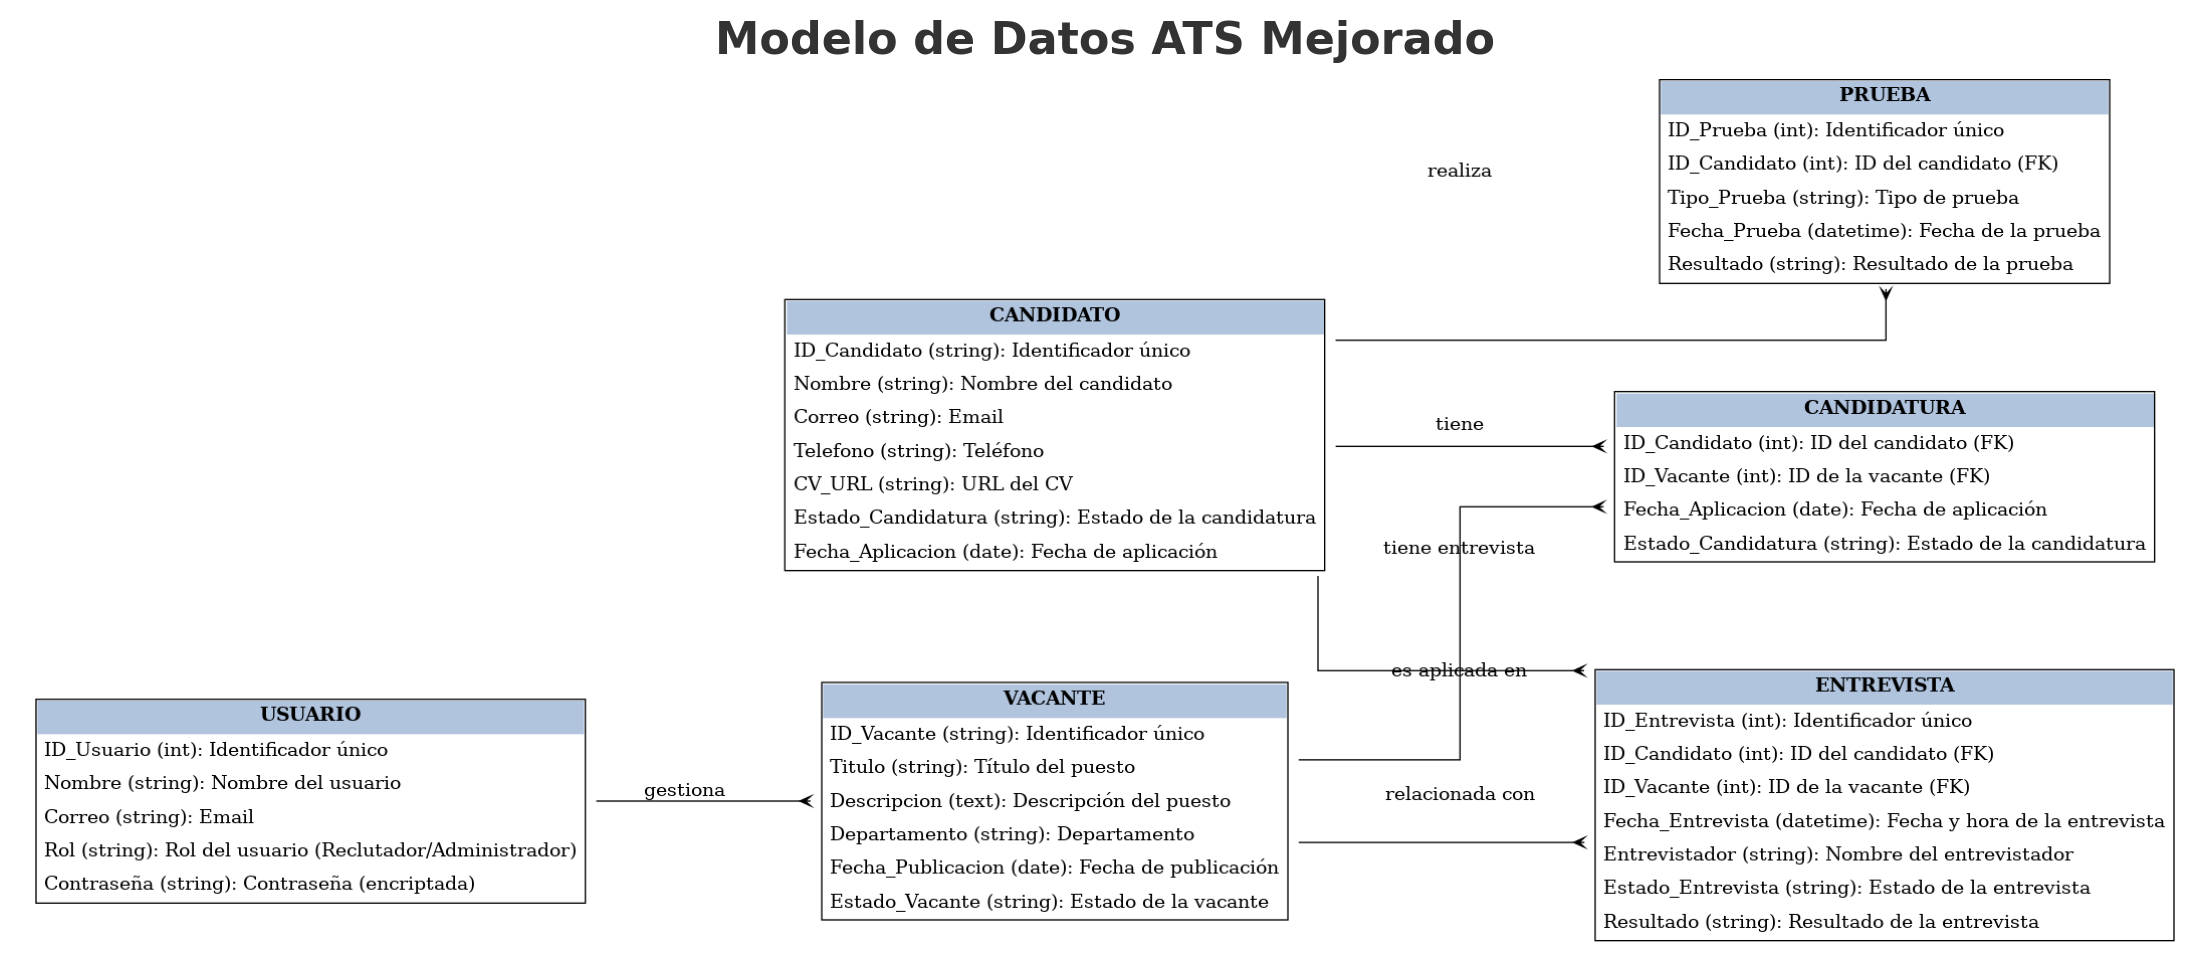 Modelo de Datos ATS Mejorado
PRUEBA
ID_Prueba (int): Identificador único
ID_Candidato (int): ID del candidato (FK)
Tipo_Prueba (string): Tipo de prueba
Fecha_Prueba (datetime): Fecha de la prueba
Resultado (string): Resultado de la prueba
realiza
CANDIDATO
ID_Candidato (string): Identificador único
Nombre (string): Nombre del candidato
Correo (string): Email
Telefono (string): Teléfono
CV_URL (string): URL del CV
Estado_Candidatura (string): Estado de la candidatura
Fecha_Aplicacion (date): Fecha de aplicación
tiene
CANDIDATURA
ID_Candidato (int): ID del candidato (FK)
ID_Vacante (int): ID de la vacante (FK)
Fecha_Aplicacion (date): Fecha de aplicación
Estado_Candidatura (string): Estado de la candidatura
tiene entrevista
es aplicada en
USUARIO
ID_Usuario (int): Identificador único
Nombre (string): Nombre del usuario
Correo (string): Email
Rol (string): Rol del usuario (Reclutador/Administrador)
Contraseña (string): Contraseña (encriptada)
gestiona
VACANTE
ID_Vacante (string): Identificador único
Titulo (string): Título del puesto
Descripcion (text): Descripción del puesto
Departamento (string): Departamento
Fecha_Publicacion (date): Fecha de publicación
Estado_Vacante (string): Estado de la vacante
relacionada con
ENTREVISTA
ID_Entrevista (int): Identificador único
ID_Candidato (int): ID del candidato (FK)
ID_Vacante (int): ID de la vacante (FK)
Fecha_Entrevista (datetime): Fecha y hora de la entrevista
Entrevistador (string): Nombre del entrevistador
Estado_Entrevista (string): Estado de la entrevista
Resultado (string): Resultado de la entrevista